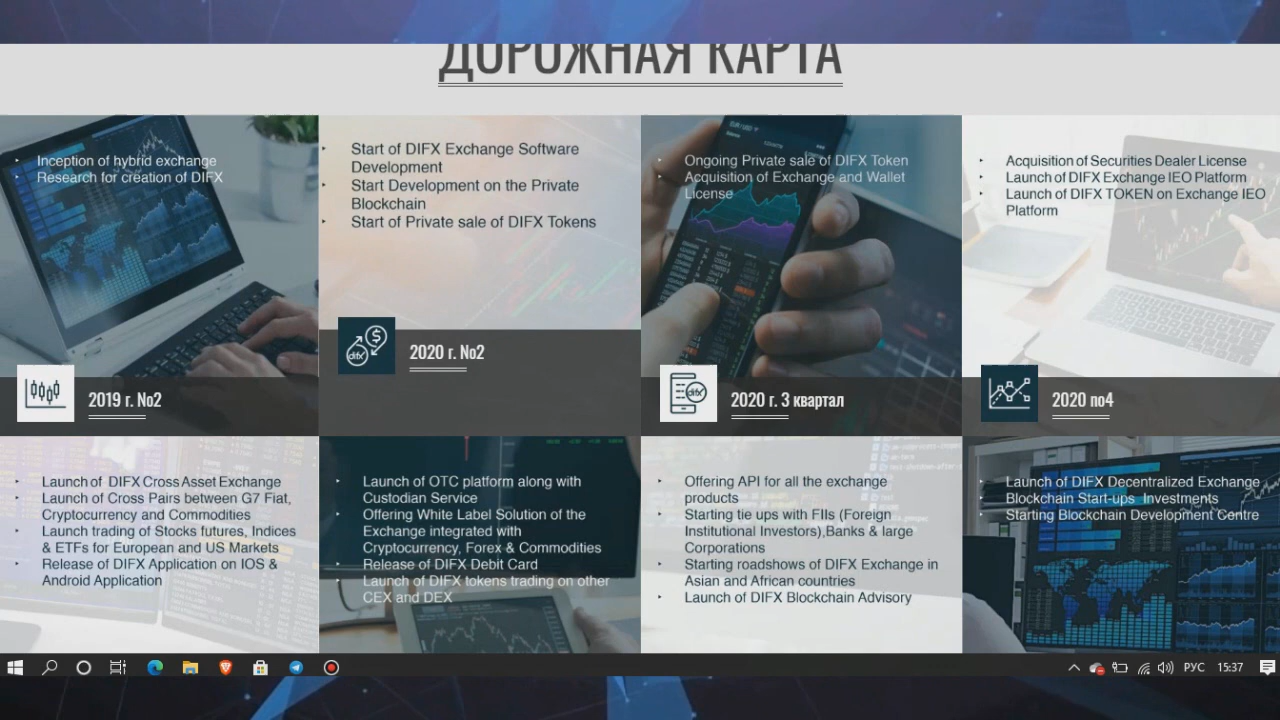 ДОРОЖНАЯ КАРТА
Inception of hybrid exchange
Research for creation of DIFX
2019 г. №2
Start of DIFX Exchange Software
Development
Start Development on the Private
Blockchain
Start of Private sale of DIFX Tokens
difx
2020 г. №2
Ongoing Private sale of DIFX Token
Acquisition of Exchange and Wallet
License
difx
2020 г. 3 квартал
Acquisition of Securities Dealer License
Launch of DIFX Exchange IEO Platform
Launch of DIFX TOKEN on Exchange IEO
Platform
2020 по4
Launch of DIFX Cross Asset Exchange
Launch of Cross Pairs between G7 Fiat,
Cryptocurrency and Commodities
Launch trading of Stocks futures, Indices
& ETFs for European and US Markets
Release of DIFX Application on IOS &
Android Application
Launch of OTC platform along with
Custodian Service
Offering White Label Solution of the
Exchange integrated with
Cryptocurrency, Forex & Commodities
Release of DIFX Debit Card
Launch of DIFX tokens trading on other
CEX and DEX
Offering API for all the exchange
products
Starting tie ups with FIIs (Foreign
Institutional Investors),Banks & large
Corporations
Starting roadshows of DIFX Exchange in
Asian and African countries
Launch of DIFX Blockchain Advisory
Launch of DIFX Decentralized Exchange
Blockchain Start-ups Investments
Starting Blockchain Development Centre
РУС 15:37